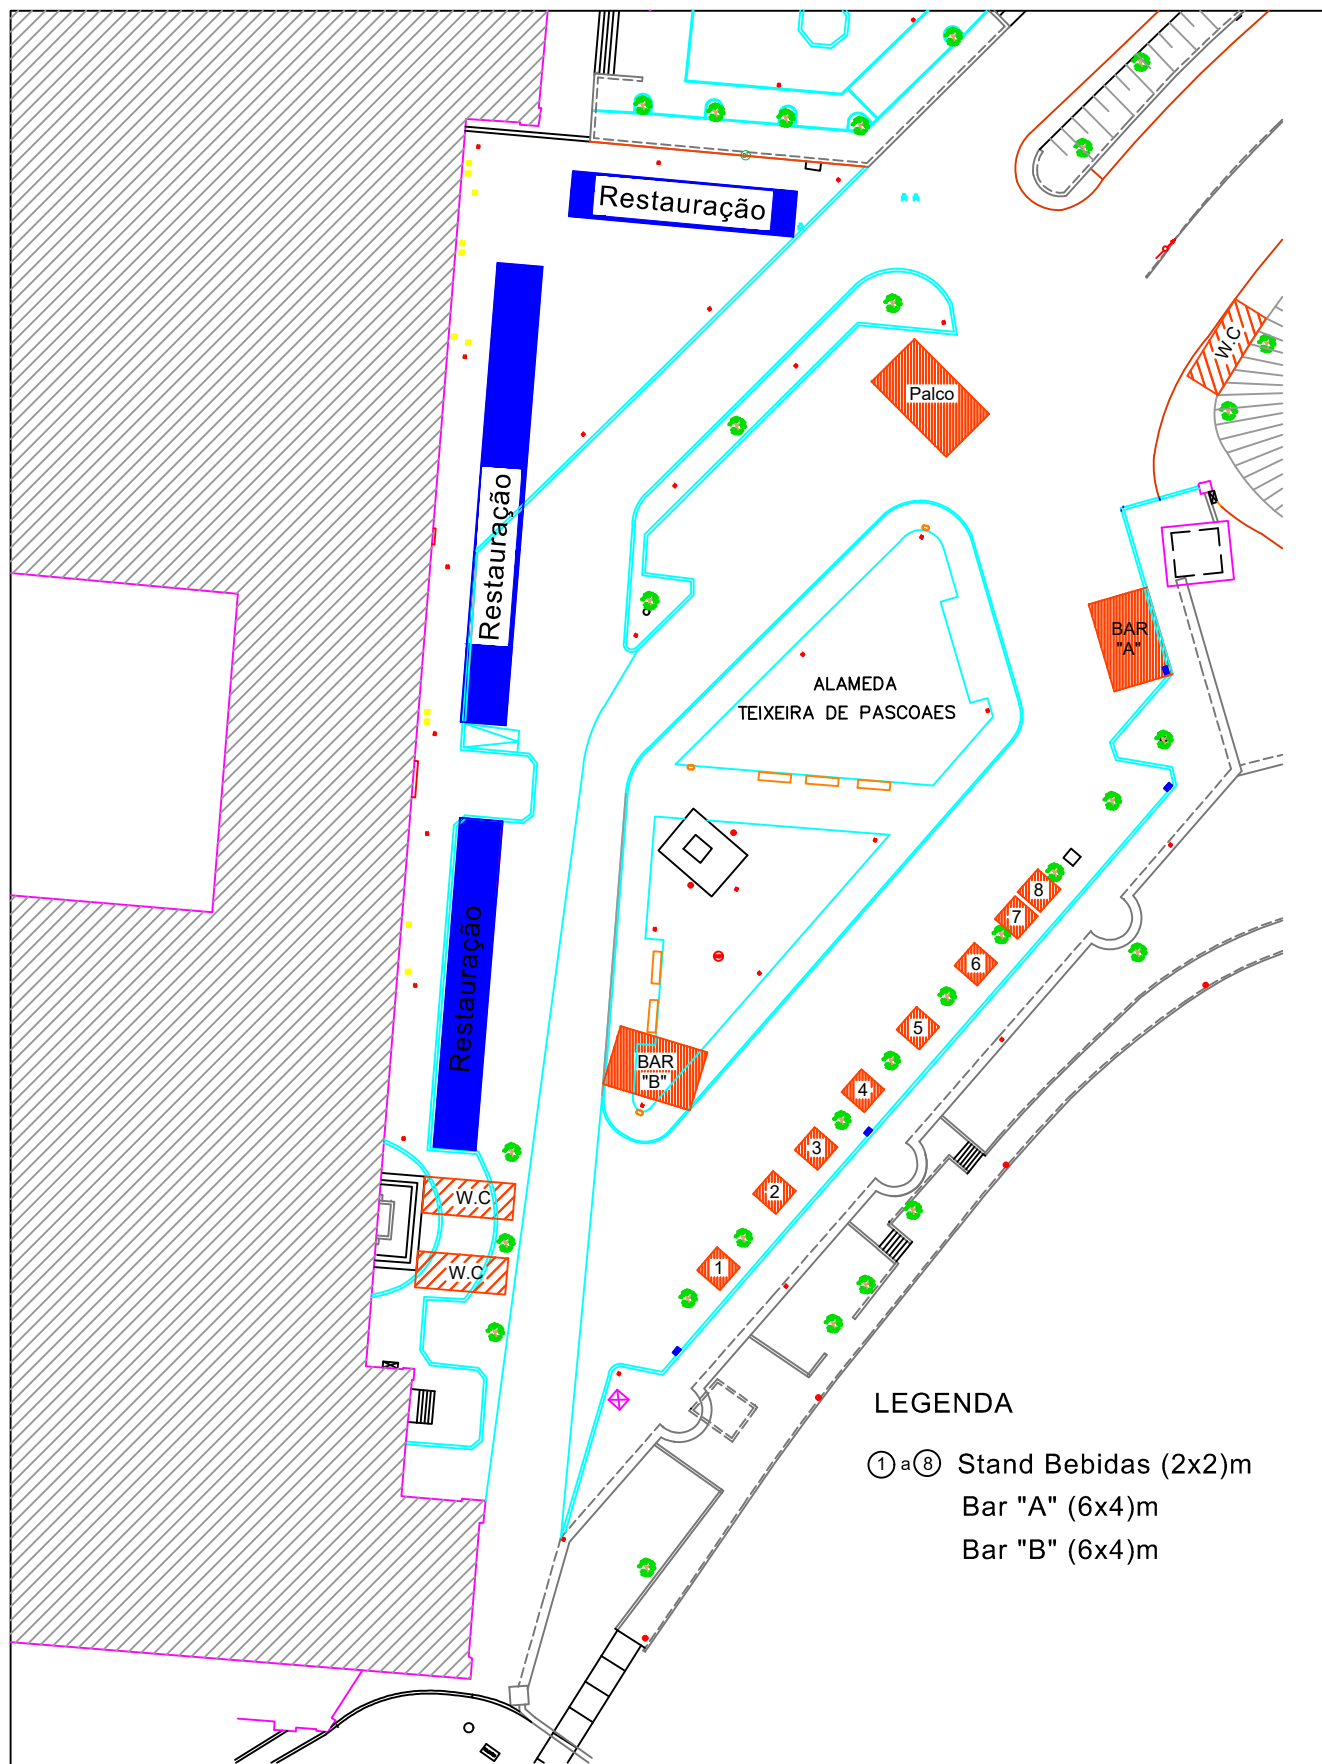 Restauração
W.C
Palco
Restauração
BAR
"A"
ALAMEDA
TEIXEIRA DE PASCOAES
8
7
6
Restauração
5
BAR
"B"
4
3
2
W.C
1
W.C
LEGENDA
1 a 8 Stand Bebidas (2x2)m
Bar "A" (6x4)m
Bar "B" (6x4)m